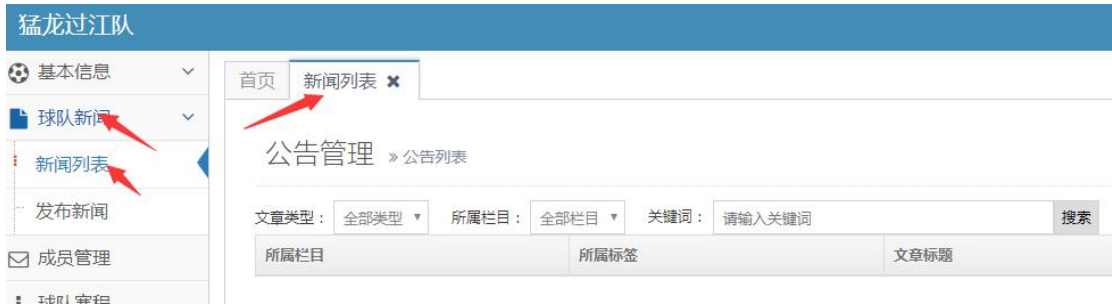 猛龙过江队
基本信息
球队新闻
新闻列表
发布新闻
成员管理
球队赛程
首页 新闻列表 ✖
公告管理 » 公告列表
文章类型： 全部类型 所属栏目： 全部栏目 关键词： 请输入关键词 搜索
所属栏目 所属标签 文章标题